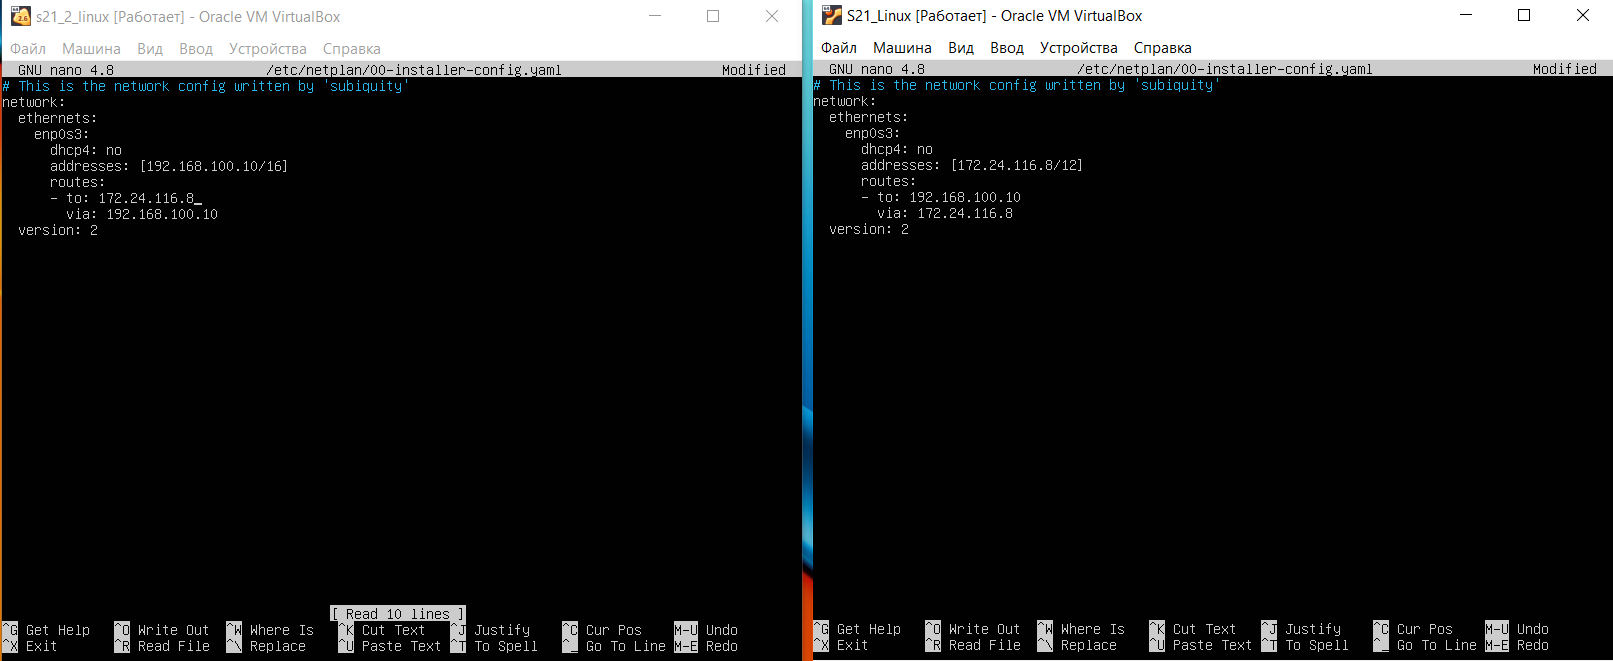 s21_2_linux [Работает] - Oracle VM VirtualBox
Файл Машина Вид Ввод Устройства Справка
GNU nano 4.8 /etc/netplan/00-installer-config.yaml Modified
# This is the network config written by 'subiquity'
network:
  ethernets:
    enp0s3:
      dhcp4: no
      addresses: [192.168.100.10/16]
      routes:
      - to: 172.24.116.8_
        via: 192.168.100.10
  version: 2
[ Read 10 lines ]
^G Get Help ^O Write Out ^W Where Is ^K Cut Text ^J Justify ^C Cur Pos M-U Undo
^X Exit ^R Read File ^\ Replace ^U Paste Text ^T To Spell ^_ Go To Line M-E Redo
S21_Linux [Работает] - Oracle VM VirtualBox
Файл Машина Вид Ввод Устройства Справка
GNU nano 4.8 /etc/netplan/00-installer-config.yaml Modified
# This is the network config written by 'subiquity'
network:
  ethernets:
    enp0s3:
      dhcp4: no
      addresses: [172.24.116.8/12]
      routes:
      - to: 192.168.100.10
        via: 172.24.116.8
  version: 2
^G Get Help ^O Write Out ^W Where Is ^K Cut Text ^J Justify ^C Cur Pos M-U Undo
^X Exit ^R Read File ^\ Replace ^U Paste Text ^T To Spell ^_ Go To Line M-E Redo